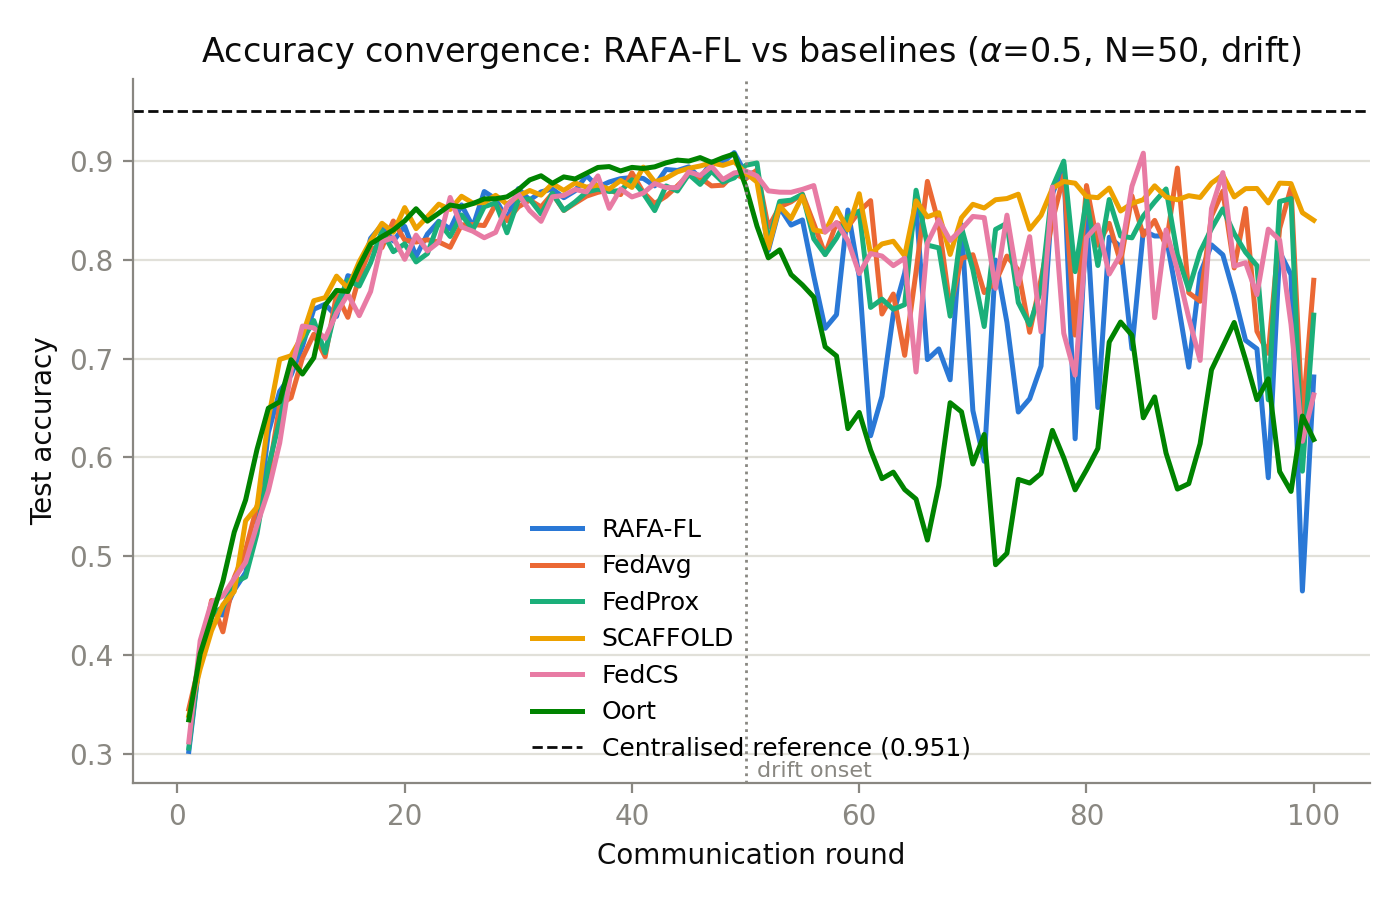 Accuracy convergence: RAFA-FL vs baselines (α=0.5, N=50, drift)
Test accuracy
0.9
0.8
0.7
0.6
0.5
0.4
0.3
RAFA-FL
FedAvg
FedProx
SCAFFOLD
FedCS
Oort
Centralised reference (0.951)
drift onset
0 20 40 60 80 100
Communication round